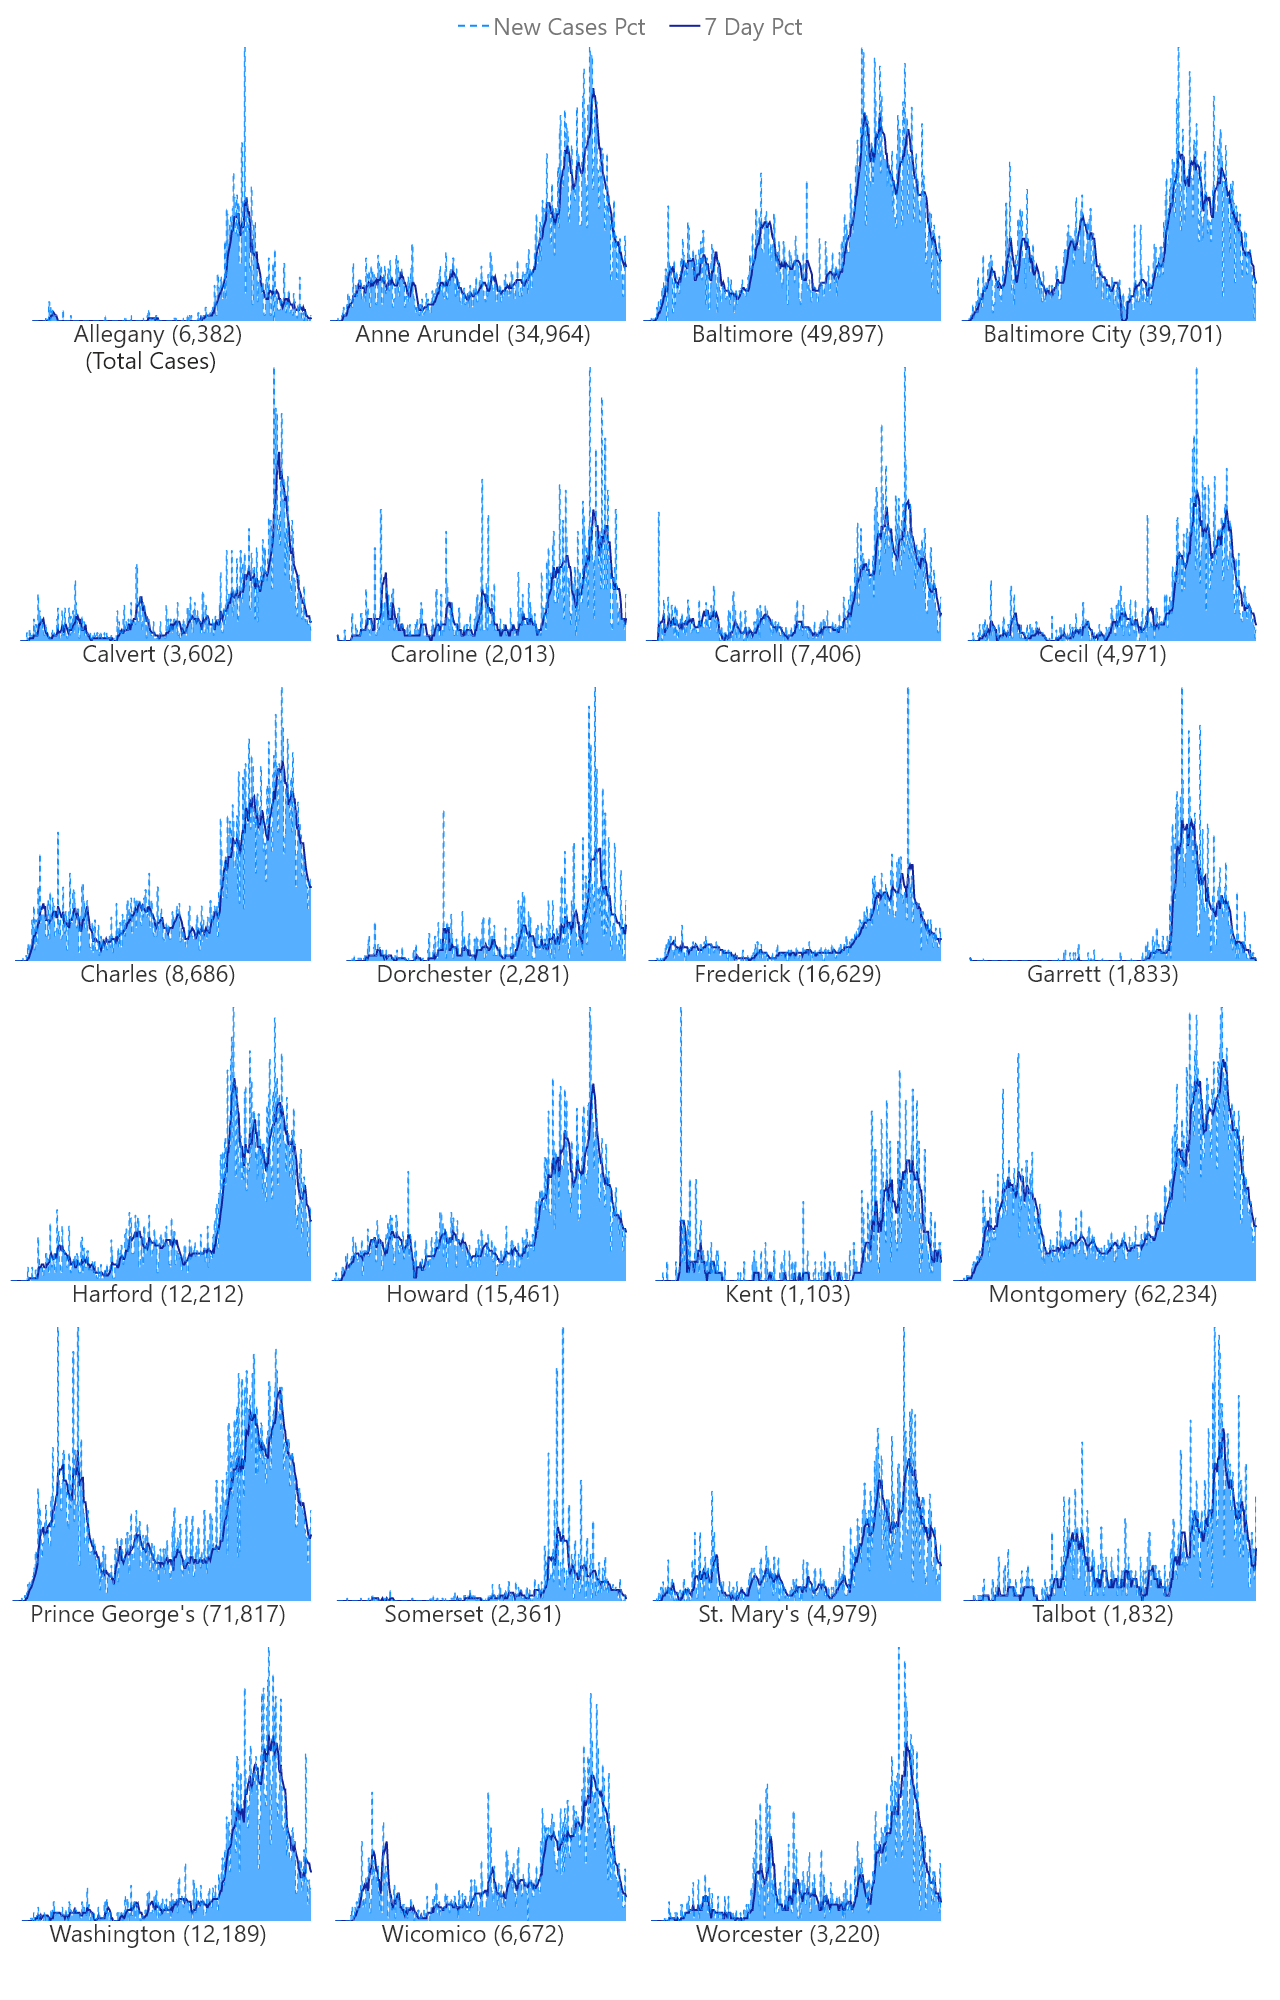 New Cases Pct 7 Day Pct
Allegany (6,382)
(Total Cases)
Anne Arundel (34,964)
Baltimore (49,897)
Baltimore City (39,701)
Calvert (3,602)
Caroline (2,013)
Carroll (7,406)
Cecil (4,971)
Charles (8,686)
Dorchester (2,281)
Frederick (16,629)
Garrett (1,833)
Harford (12,212)
Howard (15,461)
Kent (1,103)
Montgomery (62,234)
Prince George's (71,817)
Somerset (2,361)
St. Mary's (4,979)
Talbot (1,832)
Washington (12,189)
Wicomico (6,672)
Worcester (3,220)